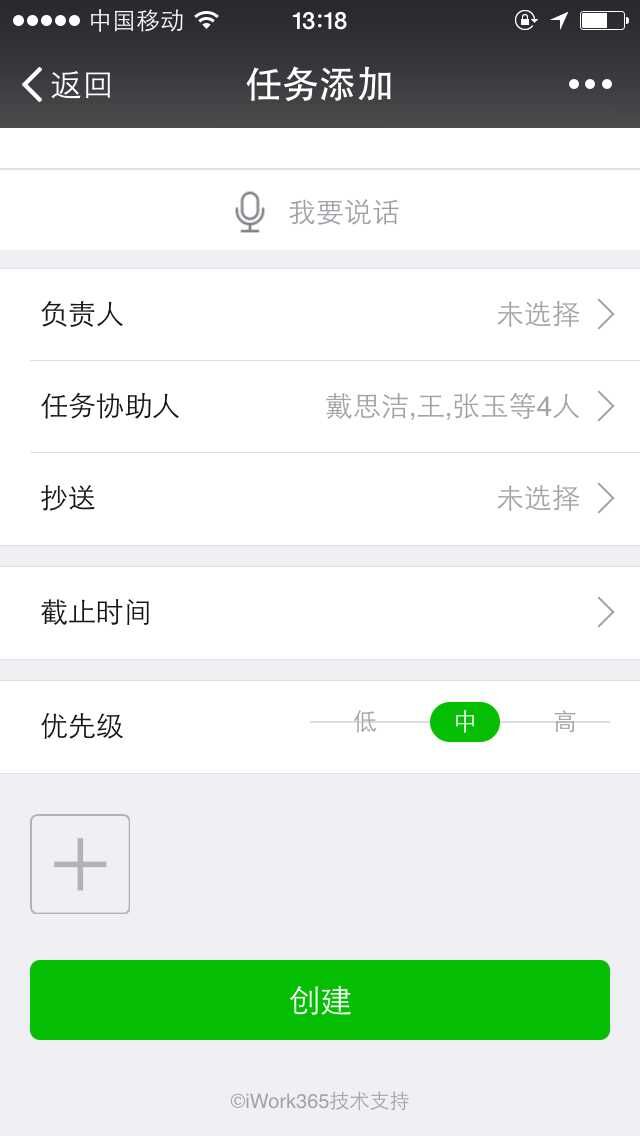 中国移动 13:18
返回 任务添加
我要说话
负责人 未选择
任务协助人 戴思洁,王,张玉等4人
抄送 未选择
截止时间
优先级 低 中 高
创建
©iWork365技术支持